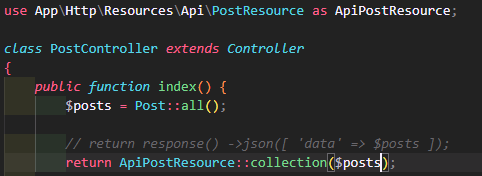 use App\Http\Resources\Api\PostResource as ApiPostResource;
class PostController extends Controller
{
public function index() {
$posts = Post::all();
// return response() ->json([ 'data' => $posts ]);
return ApiPostResource::collection($posts);